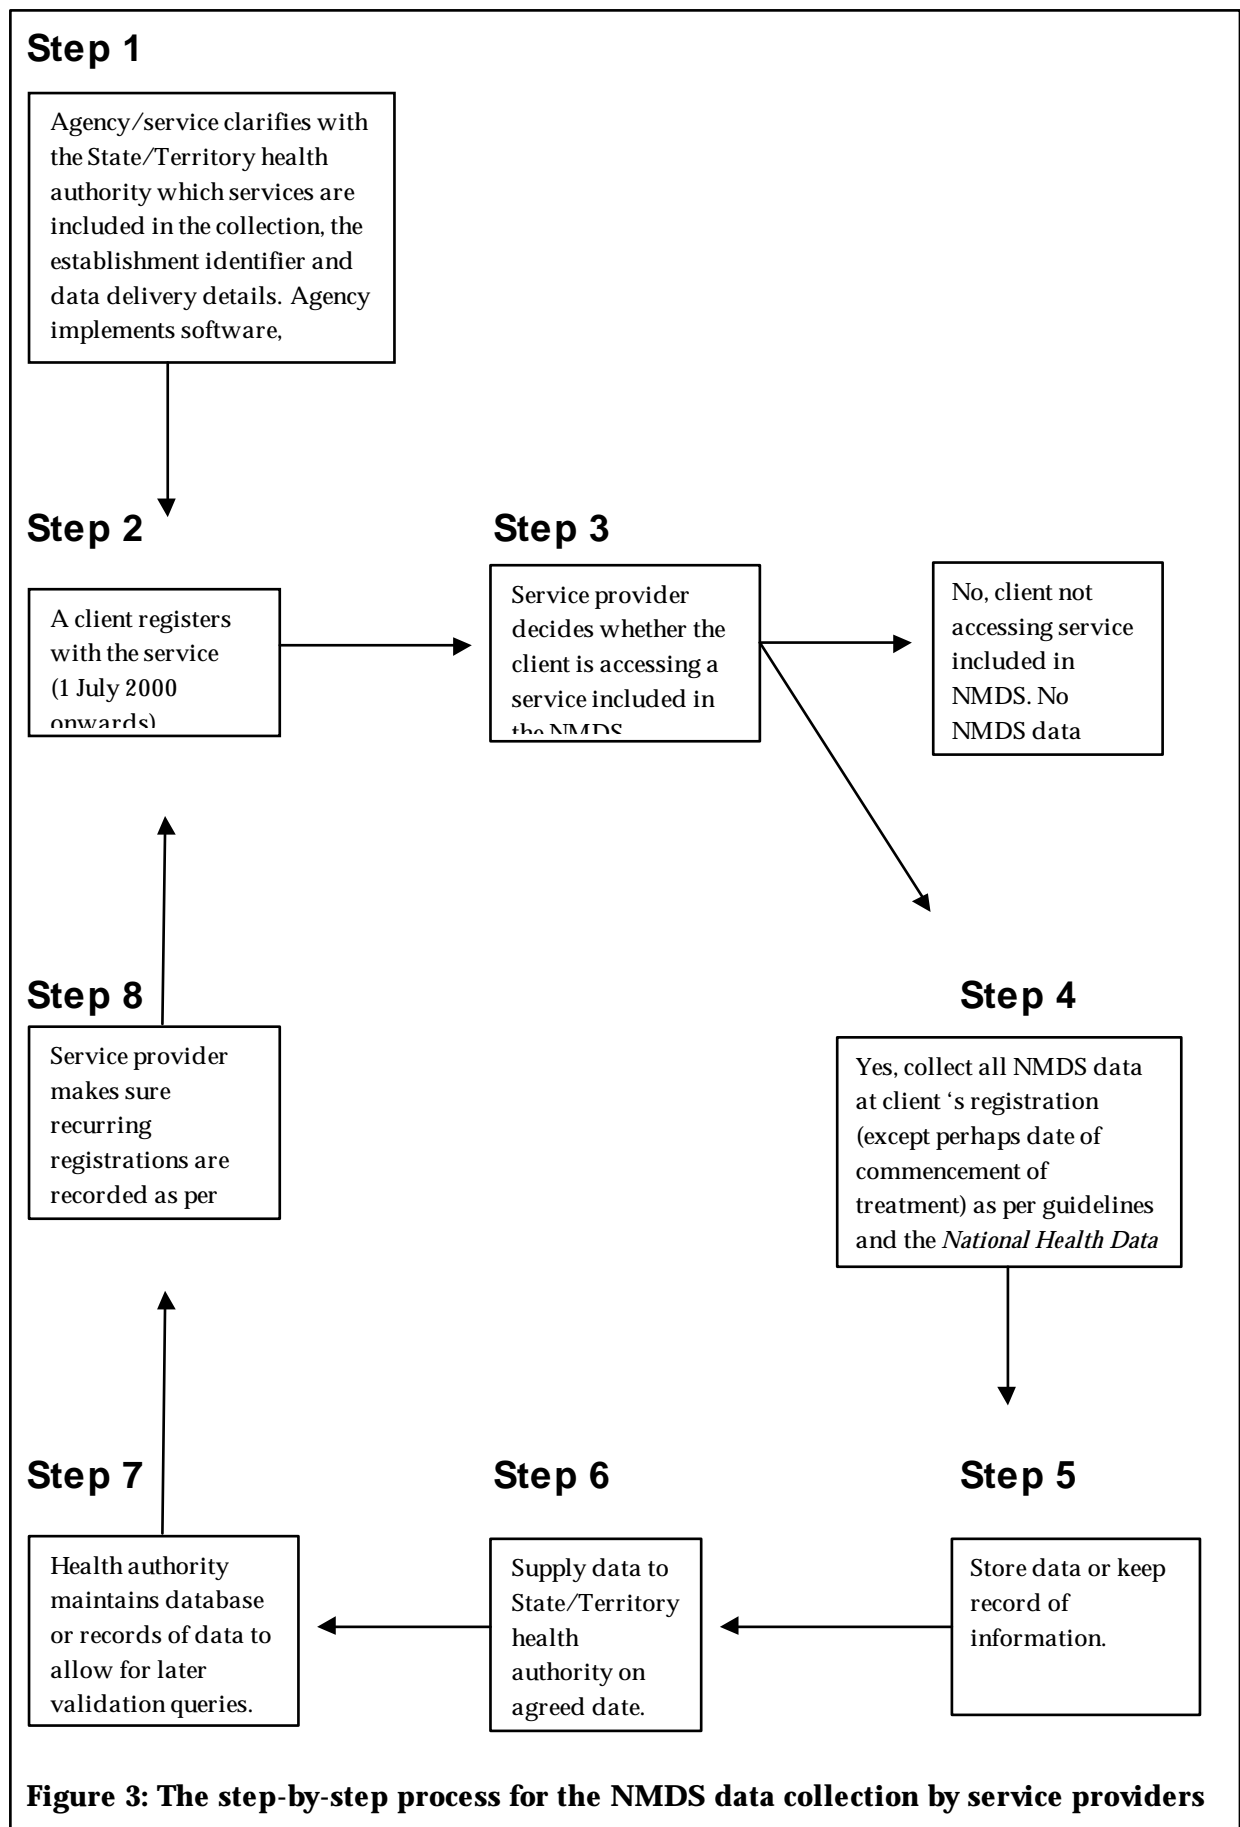 Step 1
Agency/service clarifies with
the State/Territory health
authority which services are
included in the collection, the
establishment identifier and
data delivery details. Agency
implements software,
Step 2
A client registers
with the service
(1 July 2000
onwards)
Step 3
Service provider
decides whether the
client is accessing a
service included in
the NMDS
No, client not
accessing service
included in
NMDS. No
NMDS data
Step 4
Yes, collect all NMDS data
at client ‘s registration
(except perhaps date of
commencement of
treatment) as per guidelines
and the National Health Data
Step 5
Store data or keep
record of
information.
Step 6
Supply data to
State/Territory
health
authority on
agreed date.
Step 7
Health authority
maintains database
or records of data to
allow for later
validation queries.
Step 8
Service provider
makes sure
recurring
registrations are
recorded as per
Figure 3: The step-by-step process for the NMDS data collection by service providers